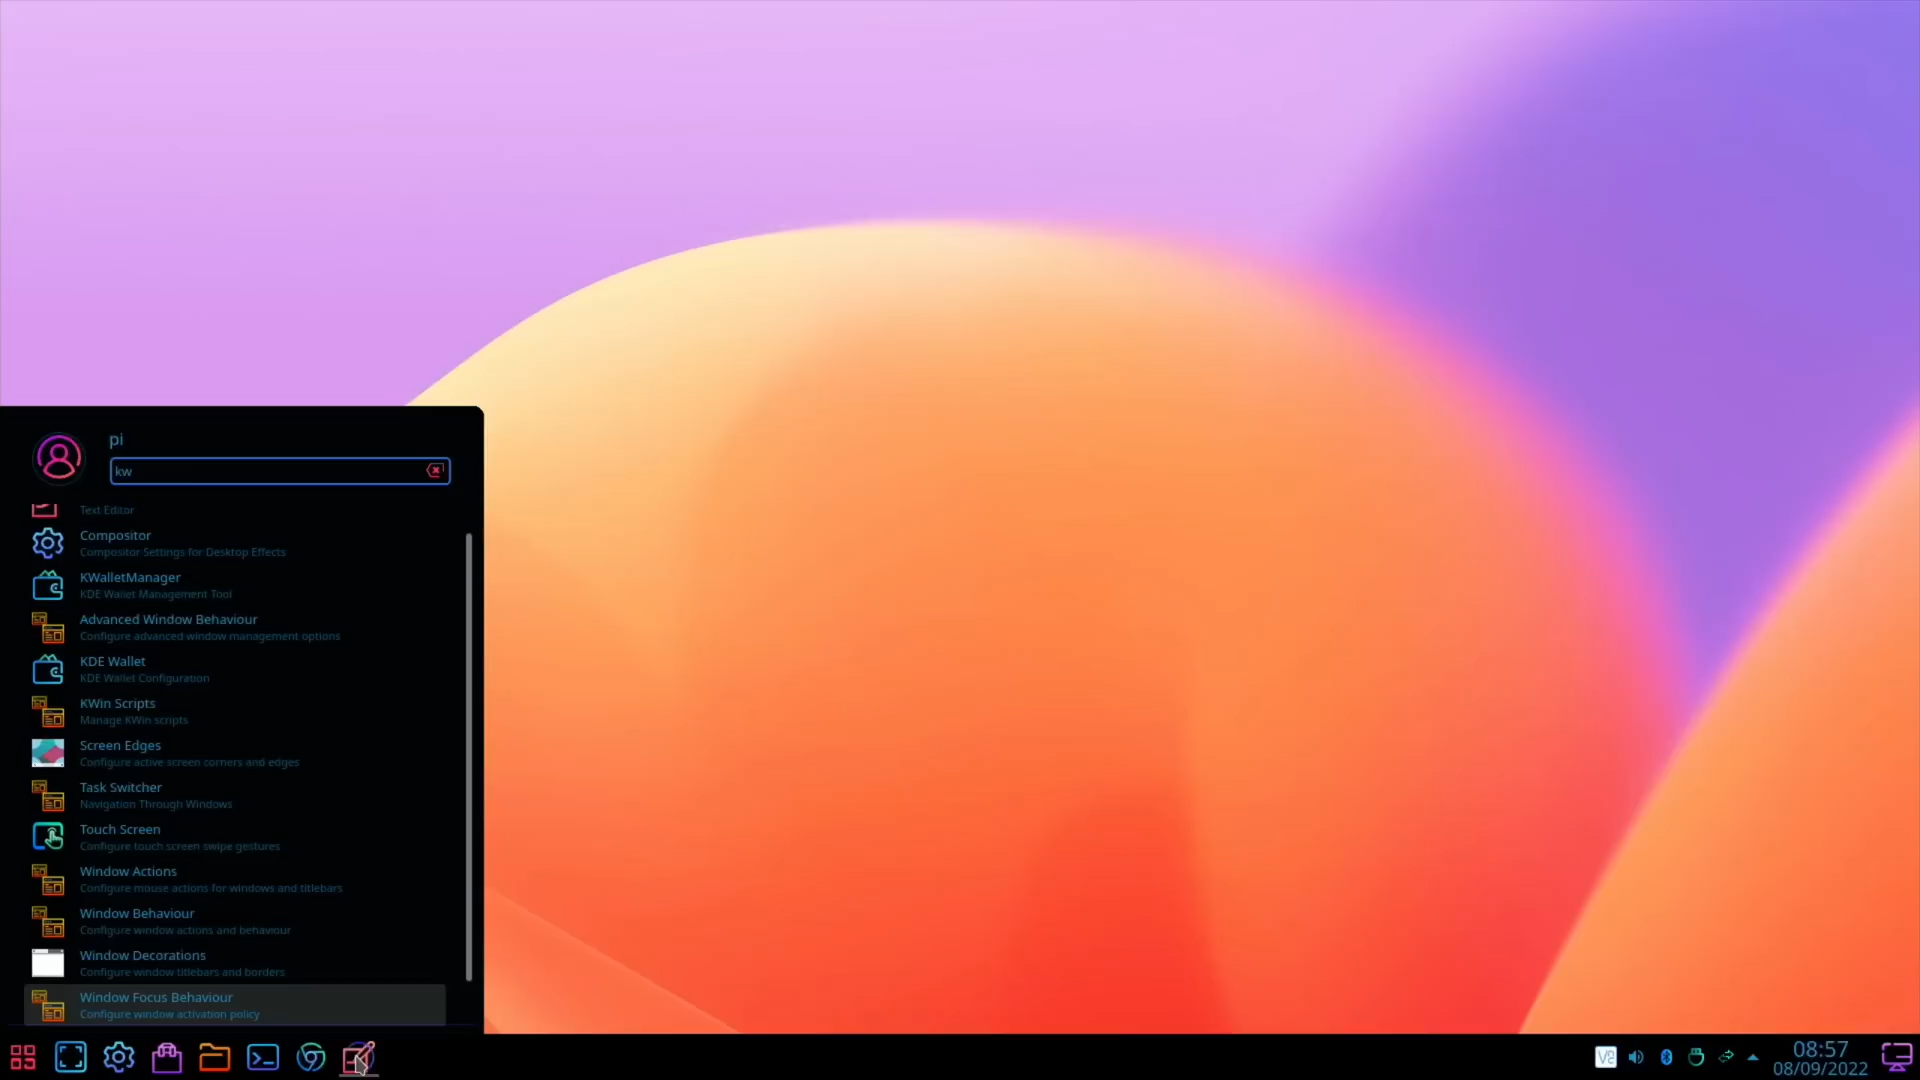 pi
kw
Text Editor
Compositor
Compositor Settings for Desktop Effects
KWalletManager
KDE Wallet Management Tool
Advanced Window Behaviour
Configure advanced window management options
KDE Wallet
KDE Wallet Configuration
KWin Scripts
Manage KWin scripts
Screen Edges
Configure active screen corners and edges
Task Switcher
Navigation Through Windows
Touch Screen
Configure touch screen swipe gestures
Window Actions
Configure mouse actions for windows and titlebars
Window Behaviour
Configure window actions and behaviour
Window Decorations
Configure window titlebars and borders
Window Focus Behaviour
Configure window activation policy
08:57
08/09/2022